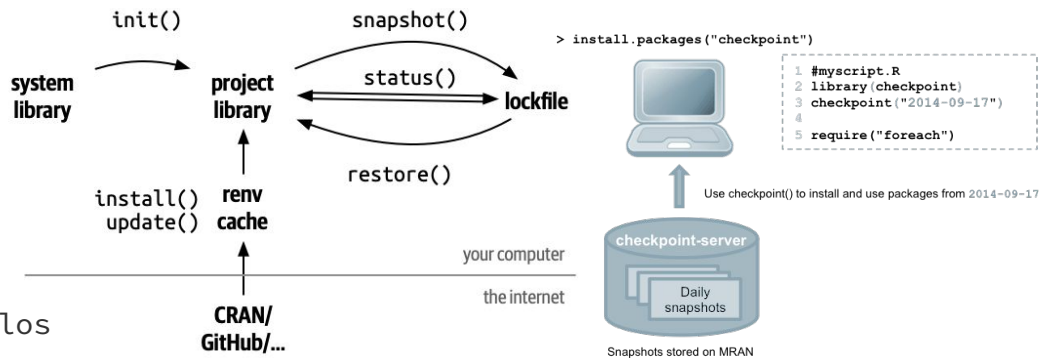 init()
snapshot()
system
library
project
library
status()
lockfile
restore()
install()
update()
renv
cache
your computer
the internet
CRAN/
GitHub/...
los
> install.packages("checkpoint")
1 #myscript.R
2 library(checkpoint)
3 checkpoint("2014-09-17")
4
5 require("foreach")
Use checkpoint() to install and use packages from 2014-09-17
checkpoint-server
Daily
snapshots
Snapshots stored on MRAN